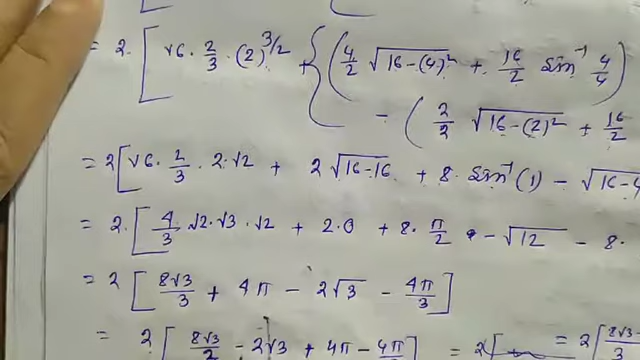 = 2. [ √6 · 2/3 · (2)^3/2 + { ( 4/2 √16-(4)² + 16/2 sin⁻¹ 4/4 )
- ( 2/2 √16-(2)² + 16/2
= 2 [ √6 · 2/3 · 2·√2 + 2 √16-16 + 8· sin⁻¹(1) - √16-4
= 2. [ 4/3 √2·√3·√2 + 2·0 + 8· π/2 - √12 - 8·
= 2 [ 8√3/3 + 4π - 2√3 - 4π/3 ]
= 2 [ 8√3 - 2√3 + 4π - 4π ] = 2 [ = 2 [ 8√3